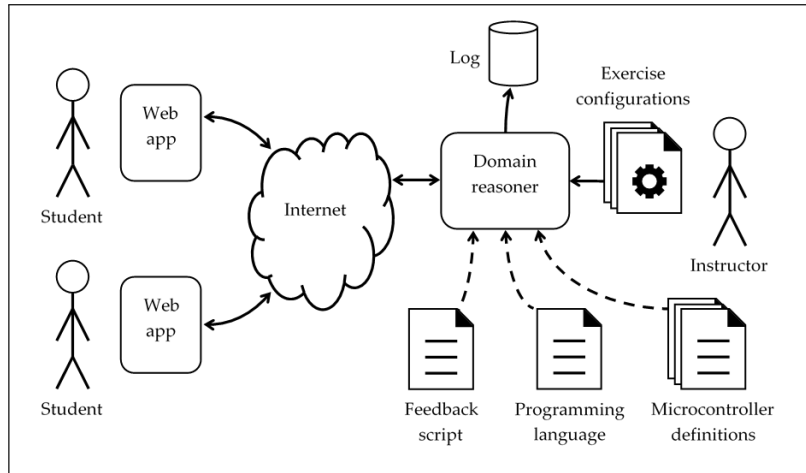 Log
Exercise
configurations
Web
app
Domain
reasoner
Student
Internet
Instructor
Web
app
Student
Feedback
script
Programming
language
Microcontroller
definitions